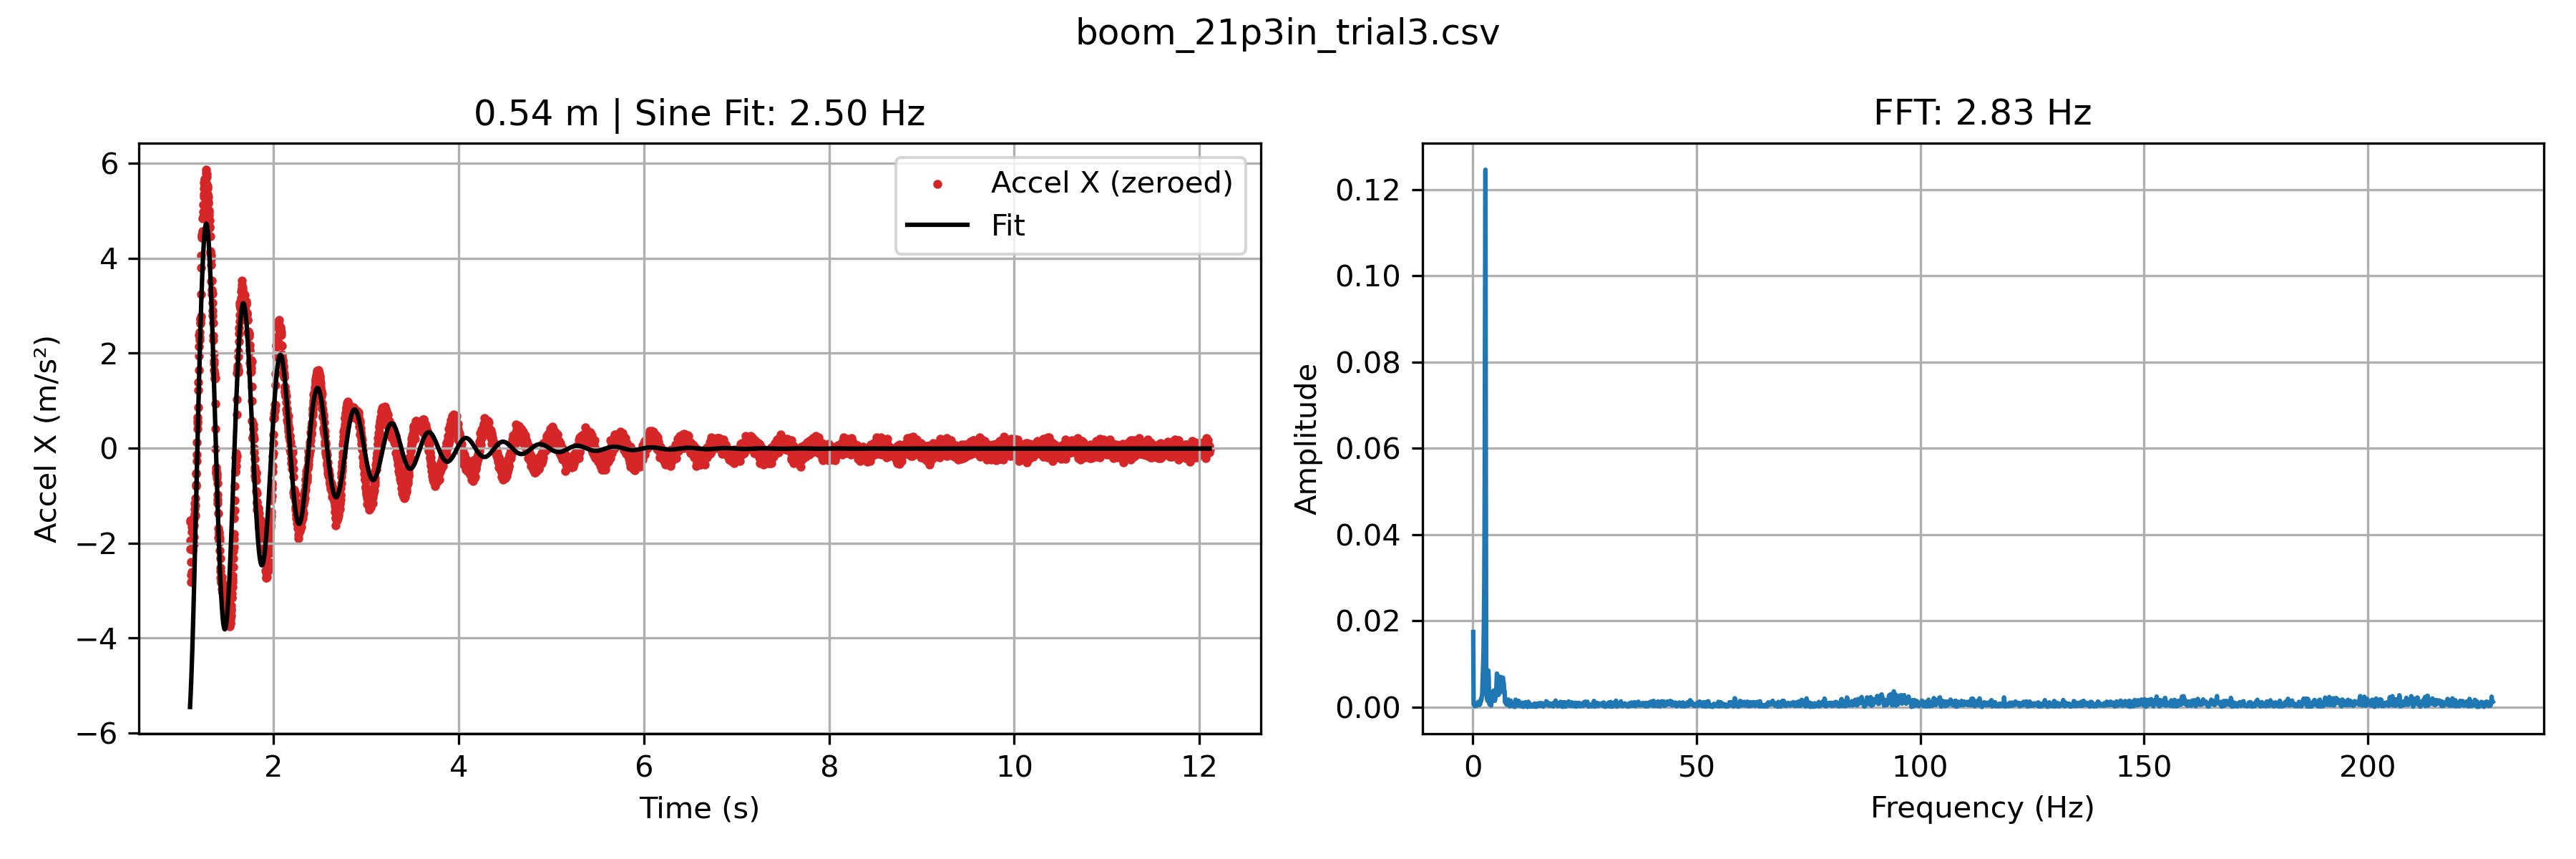 boom_21p3in_trial3.csv
0.54 m | Sine Fit: 2.50 Hz
Accel X (m/s²)
6
4
2
0
−2
−4
−6
Accel X (zeroed)
Fit
2
4
6
8
10
12
Time (s)
FFT: 2.83 Hz
Amplitude
0.12
0.10
0.08
0.06
0.04
0.02
0.00
0
50
100
150
200
Frequency (Hz)